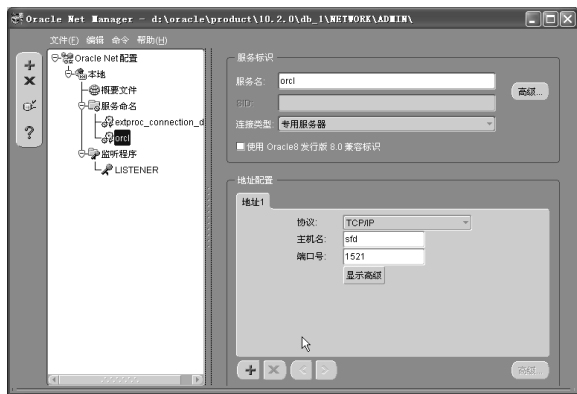 Oracle Net Manager - d:\oracle\product\10.2.0\db_1\NETWORK\ADMIN\
文件(F) 编辑 命令 帮助(H)
Oracle Net 配置
本地
概要文件
服务命名
extproc_connection_d
orcl
监听程序
LISTENER
服务标识
服务名: orcl
高级...
SID:
连接类型: 专用服务器
使用 Oracle8 发行版 8.0 兼容标识
地址配置
地址1
协议: TCP/IP
主机名: sfd
端口号: 1521
显示高级
高级...